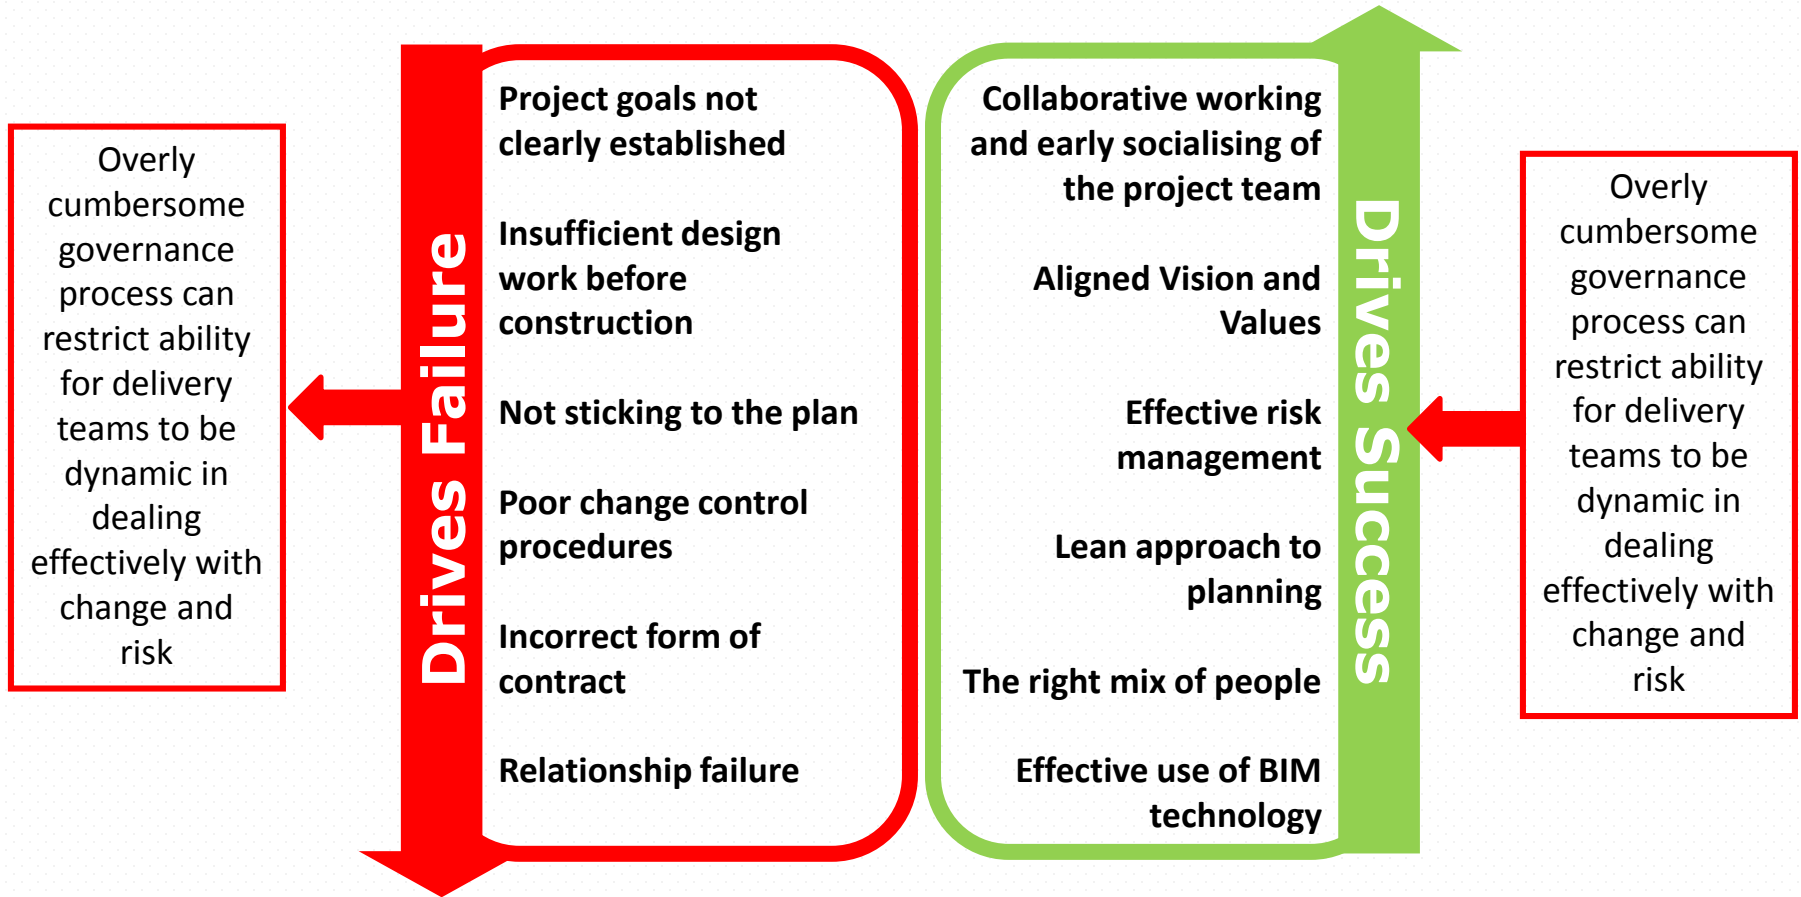 Overly
cumbersome
governance
process can
restrict ability
for delivery
teams to be
dynamic in
dealing
effectively with
change and
risk
Drives Failure
Project goals not
clearly established
Insufficient design
work before
construction
Not sticking to the plan
Poor change control
procedures
Incorrect form of
contract
Relationship failure
Collaborative working
and early socialising of
the project team
Aligned Vision and
Values
Effective risk
management
Lean approach to
planning
The right mix of people
Effective use of BIM
technology
Drives Success
Overly
cumbersome
governance
process can
restrict ability
for delivery
teams to be
dynamic in
dealing
effectively with
change and
risk